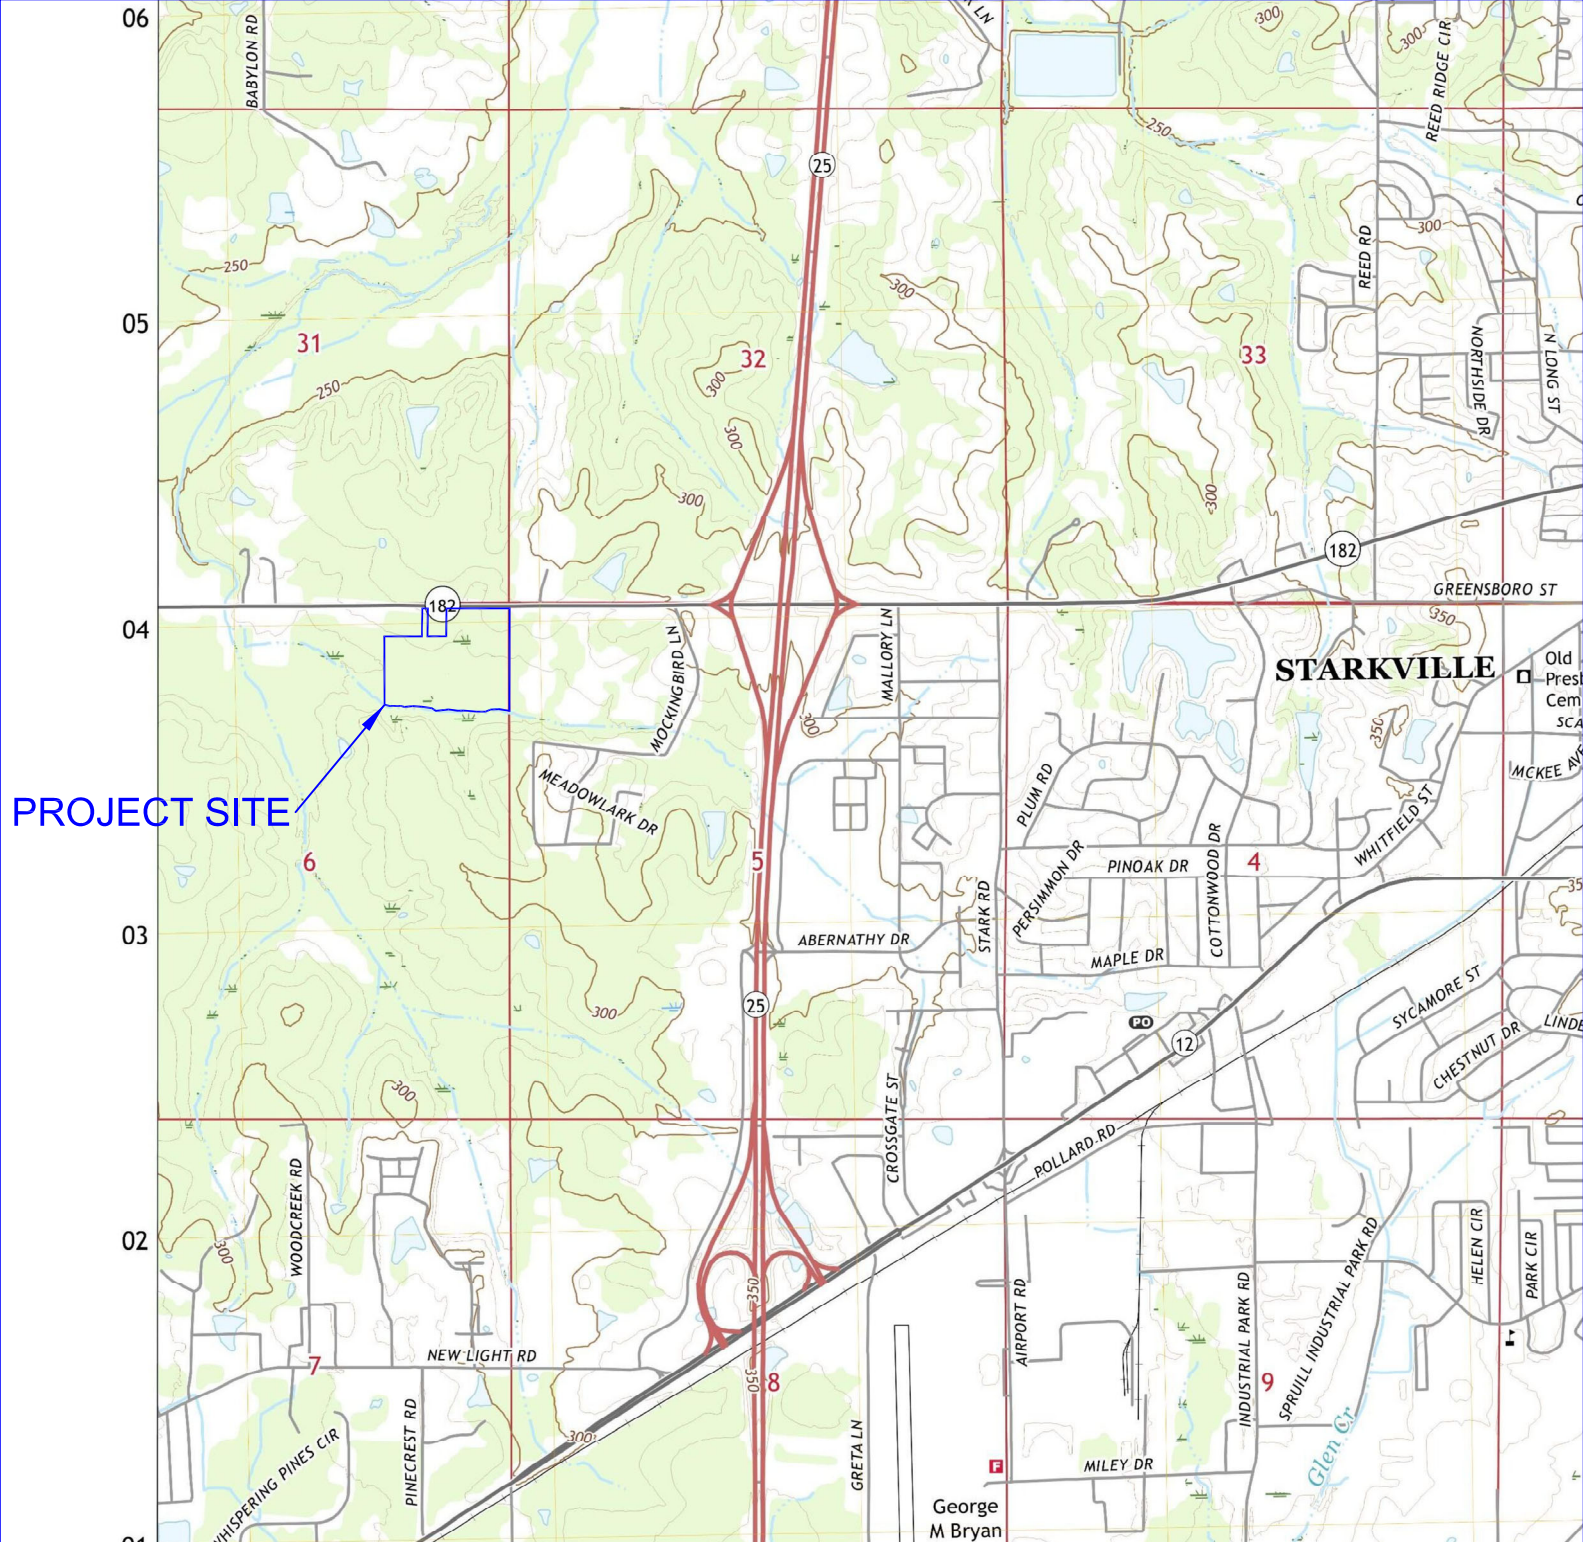 06
BABYLON RD
300
300
REED RIDGE CIR
250
25
300
250
REED RD
300
05
31
32
33
250
300
300
300
300
NORTHSIDE DR
N LONG ST
182
182
GREENSBORO ST
04
350
MOCKINGBIRD LN
MALLORY LN
STARKVILLE
Old
Cem
300
350
MCKEE AVE
MEADOWLARK DR
PLUM RD
PROJECT SITE
WHITFIELD ST
6
5
4
PINOAK DR
COTTONWOOD DR
PERSIMMON DR
STARK RD
03
ABERNATHY DR
MAPLE DR
25
300
SYCAMORE ST
PO
12
CHESTNUT DR
300
CROSSGATE ST
POLLARD RD
WOODCREEK RD
02
300
HELEN CIR
PARK CIR
350
AIRPORT RD
INDUSTRIAL PARK RD
SPRUILL INDUSTRIAL PARK RD
7
NEW LIGHT RD
350
8
9
PINECREST RD
300
WHISPERING PINES CIR
GRETA LN
Glen Cr
F
MILEY DR
George
M Bryan